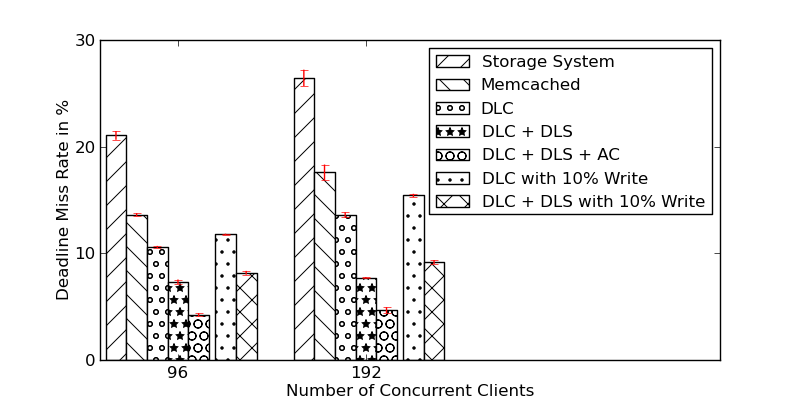 30
20
10
0
Deadline Miss Rate in %
Storage System
Memcached
DLC
DLC + DLS
DLC + DLS + AC
DLC with 10% Write
DLC + DLS with 10% Write
96
192
Number of Concurrent Clients